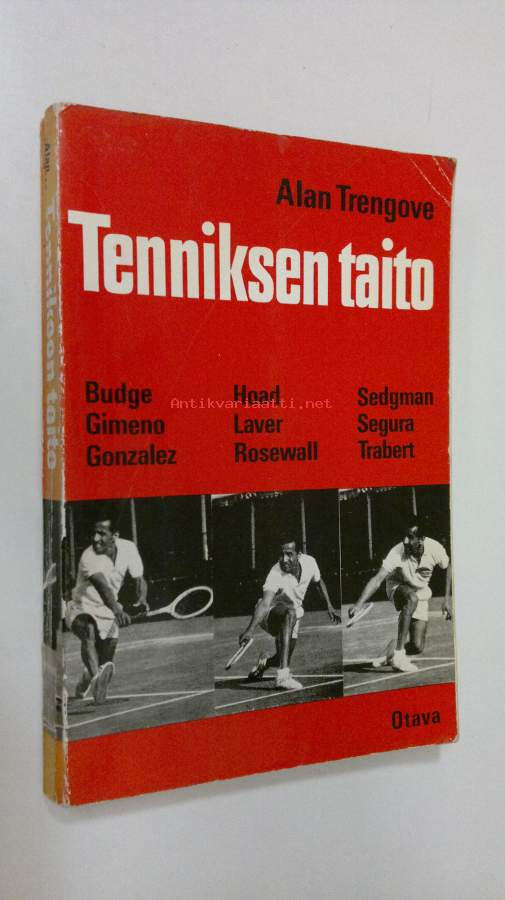 Alan Trengove
Tenniksen taito
Budge
Gimeno
Gonzalez
Hoad
Laver
Rosewall
Sedgman
Segura
Trabert
Antikvariaatti.net
Otava
Tenniksen taito